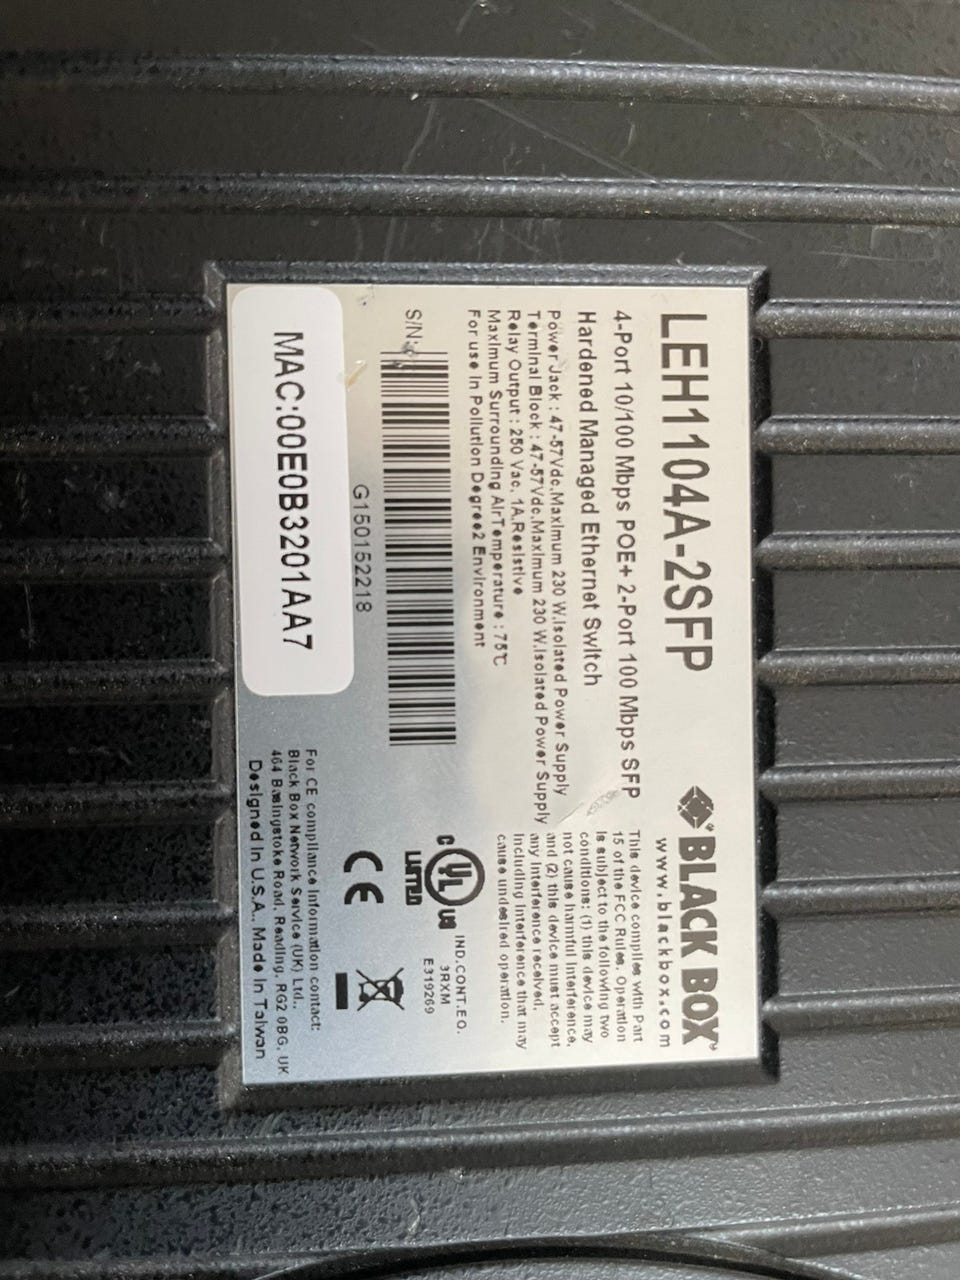 LEH1104A-2SFP
4-Port 10/100 Mbps POE+ 2-Port 100 Mbps SFP
Hardened Managed Ethernet Switch
Power Jack : 47-57Vdc,Maximum 230 W.Isolated Power Supply
Terminal Block : 47-57Vdc,Maximum 230 W.Isolated Power Supply
Relay Output : 250 Vac, 1A,Resistive
Maximum Surrounding AirTemperature : 75℃
For use in Pollution Degree2 Environment
S/N:
G150152218
MAC:00E0B3201AA7
BLACK BOX®
www.blackbox.com
This device complies with Part
15 of the FCC Rules. Operation
is subject to the following two
conditions: (1) this device may
not cause harmful interference,
and (2) this device must accept
any interference received,
including interference that may
cause undesired operation.
C UL US
LISTED
IND.CONT.EQ.
3RXM
E319269
CE
For CE compliance information contact:
Black Box Network Service (UK) Ltd.,
464 Basingstoke Road, Reading, RG2 0BG, UK
Designed in U.S.A., Made in Taiwan